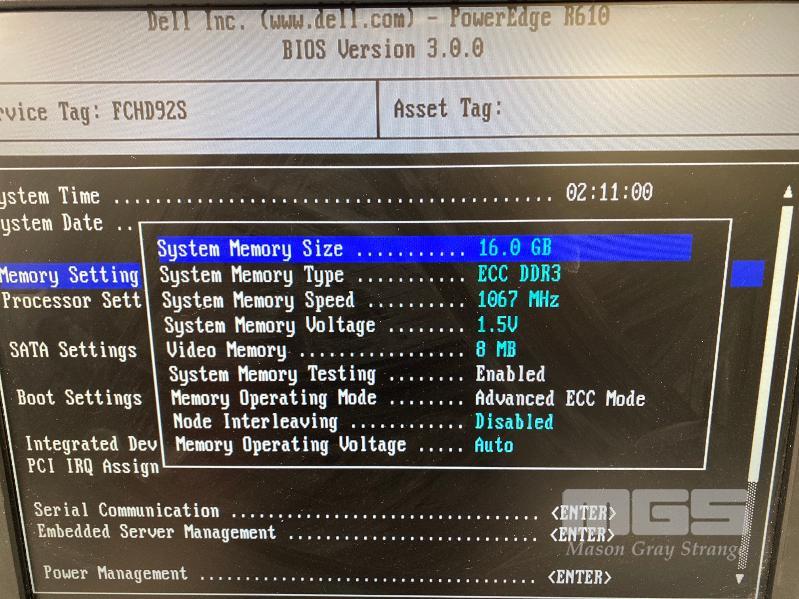 Dell Inc. (www.dell.com) - PowerEdge R610
BIOS Version 3.0.0
rvice Tag: FCHD92S
Asset Tag:
ystem Time ........................................ 02:11:00
ystem Date ..
System Memory Size ........... 16.0 GB
Memory Setting
System Memory Type ............ ECC DDR3
Processor Sett
System Memory Speed .......... 1067 MHz
System Memory Voltage ........ 1.5V
SATA Settings
Video Memory .................. 8 MB
System Memory Testing ........ Enabled
Boot Settings
Memory Operating Mode ........ Advanced ECC Mode
Node Interleaving ............ Disabled
Integrated Dev
Memory Operating Voltage ..... Auto
PCI IRQ Assign
Serial Communication ................................ <ENTER>
Embedded Server Management .......................... <ENTER>
Power Management ................................... <ENTER>
MGS
Mason Gray Strange